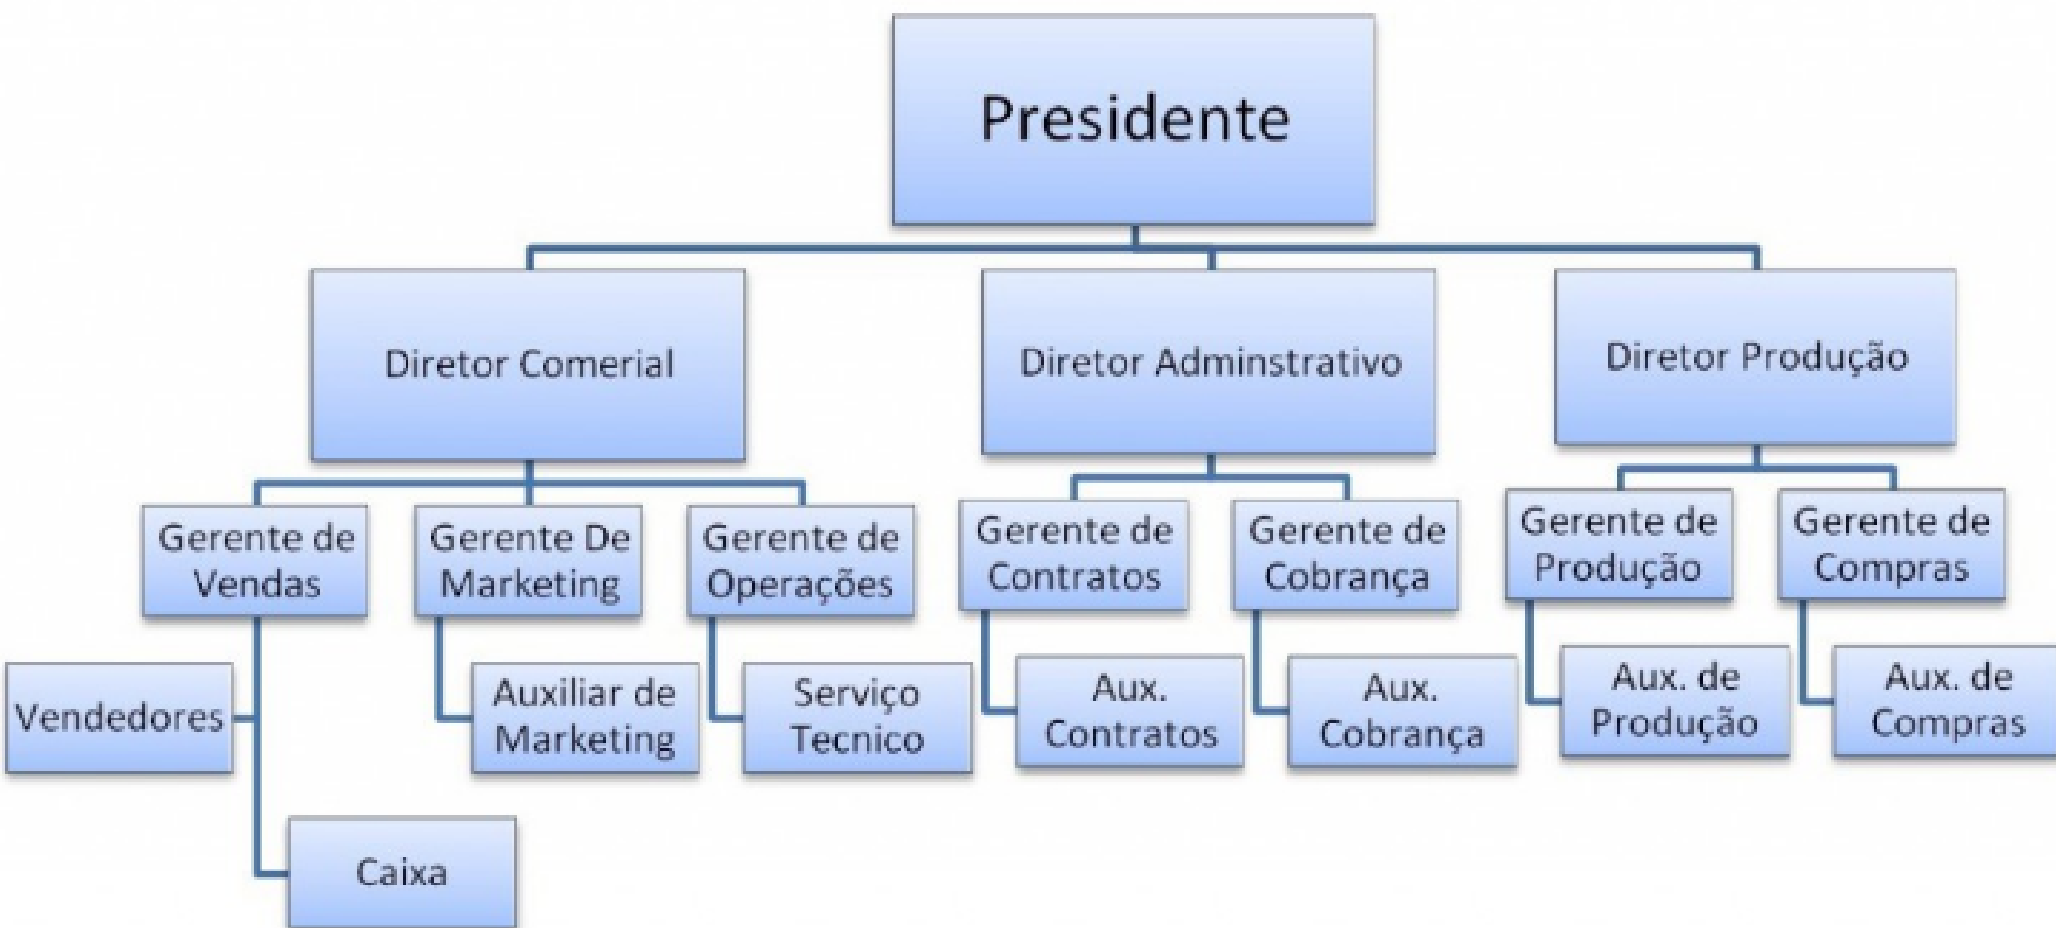 Presidente
Diretor Comerial
Diretor Adminstrativo
Diretor Produção
Gerente de
Vendas
Gerente De
Marketing
Gerente de
Operações
Gerente de
Contratos
Gerente de
Cobrança
Gerente de
Produção
Gerente de
Compras
Vendedores
Auxiliar de
Marketing
Serviço
Tecnico
Aux.
Contratos
Aux.
Cobrança
Aux. de
Produção
Aux. de
Compras
Caixa